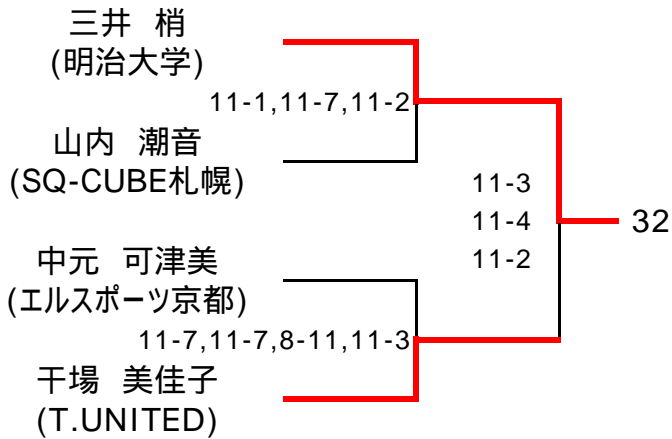 三井 梢
(明治大学)
11-1,11-7,11-2
山内 潮音
(SQ-CUBE札幌)
11-3
11-4
11-2
32
中元 可津美
(エルスポーツ京都)
11-7,11-7,8-11,11-3
干場 美佳子
(T.UNITED)